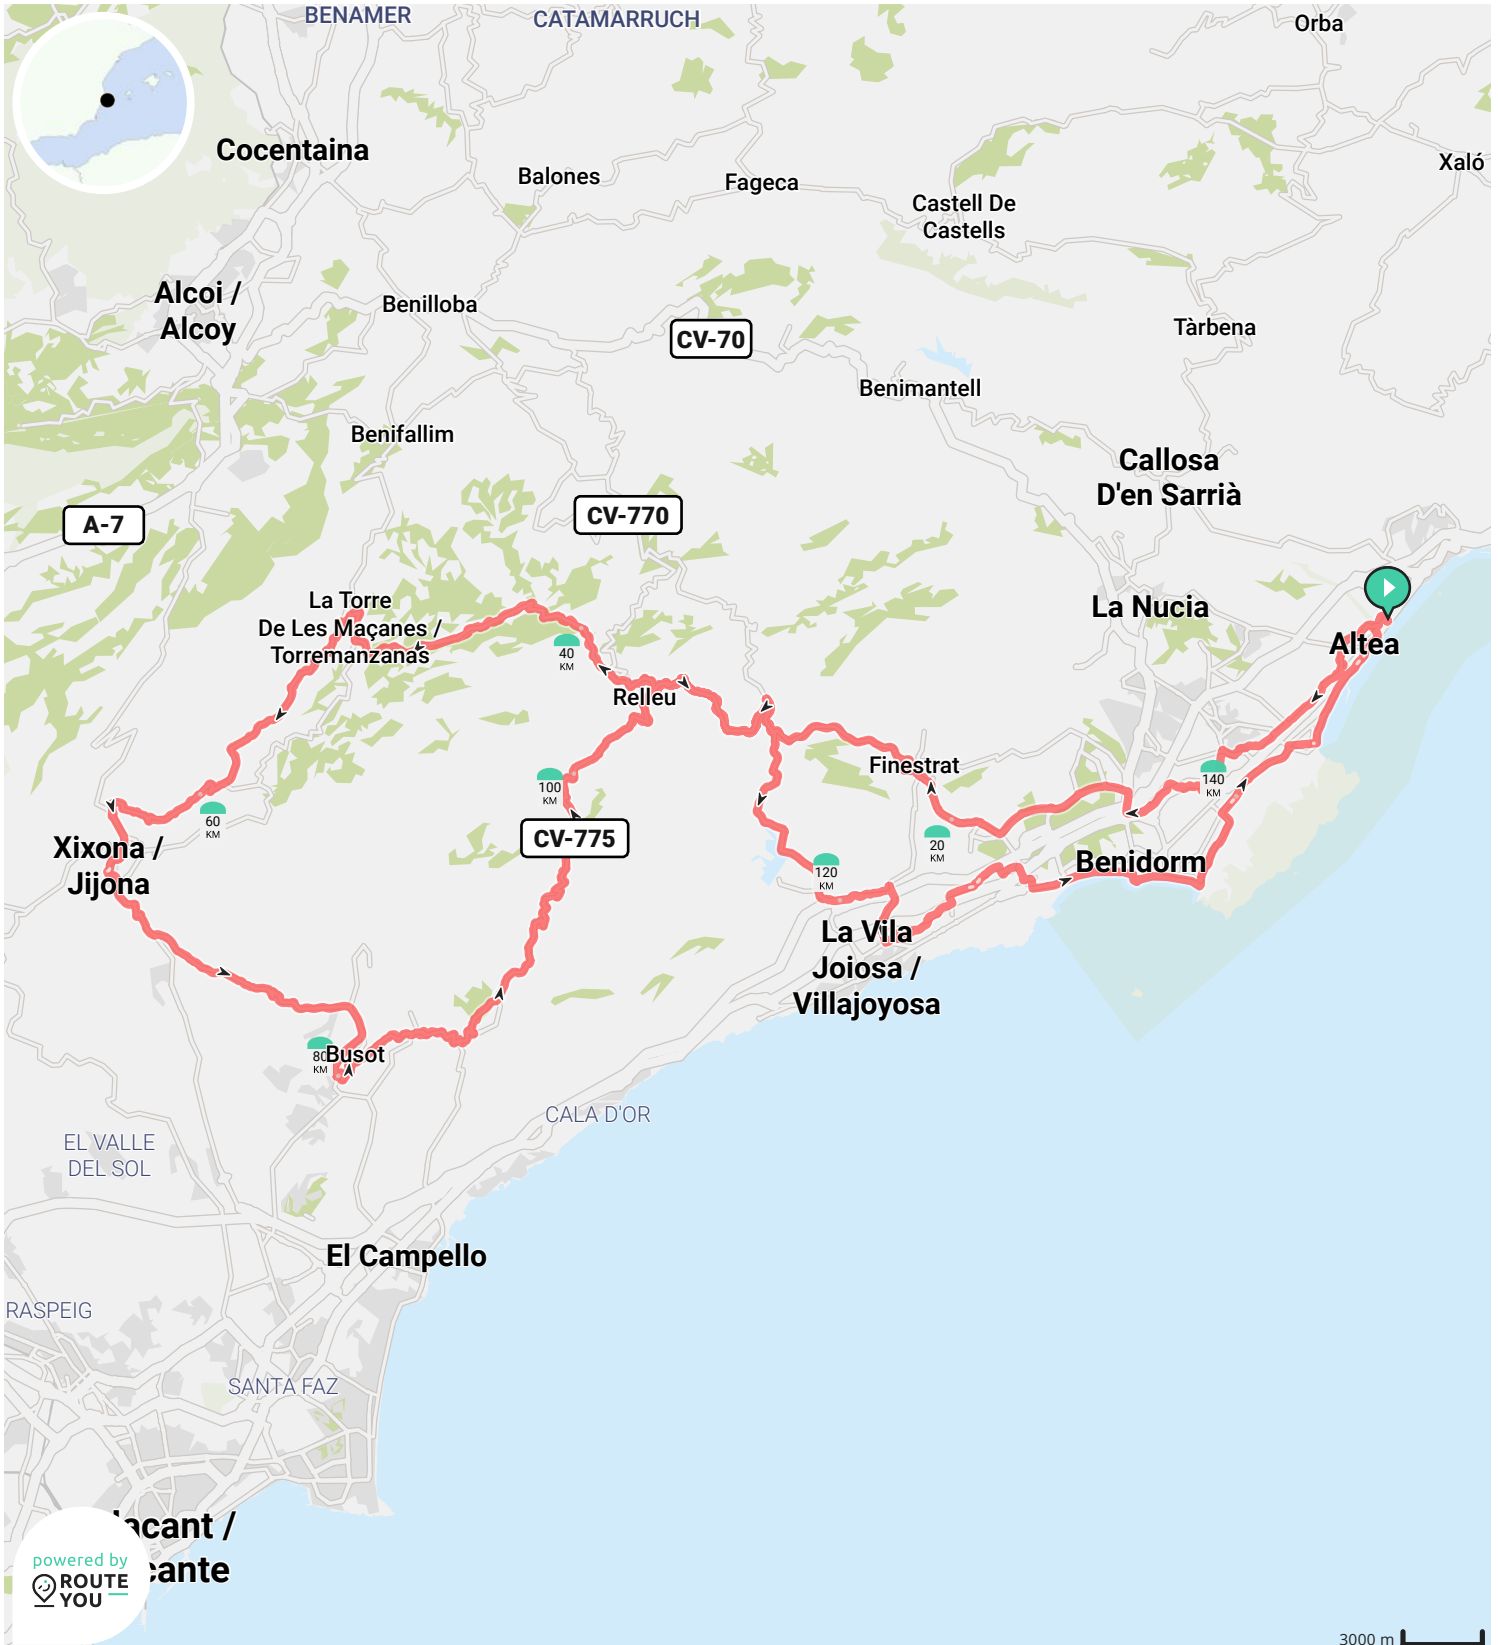 BENAMER
CATAMARRUCH
Orba
Cocentaina
Balones
Fageca
Xaló
Castell De
Castells
Alcoi /
Alcoy
Benilloba
CV-70
Tàrbena
Benimantell
Benifallim
Callosa
D'en Sarrià
A-7
CV-770
La Torre
De Les Maçanes /
Torremanzanas
La Nucia
Altea
40
KM
Relleu
Finestrat
100
KM
140
KM
60
KM
CV-775
20
KM
Xixona /
Jijona
Benidorm
120
KM
La Vila
Joiosa /
Villajoyosa
80
KM
Busot
CALA D'OR
EL VALLE
DEL SOL
El Campello
RASPEIG
SANTA FAZ
lacant /
cante
powered by
ROUTE
YOU
3000 m